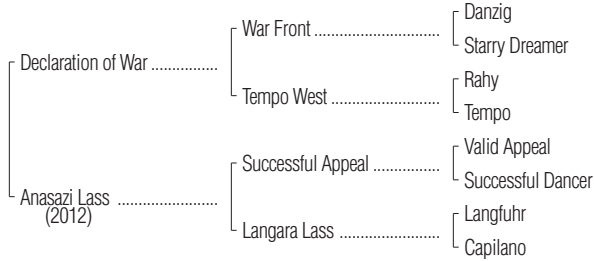 Danzig
War Front ..............................
Starry Dreamer
Declaration of War ................
Rahy
Tempo West ..........................
Tempo
Valid Appeal
Successful Appeal ................
Successful Dancer
Anasazi Lass ........................
(2012)
Langfuhr
Langara Lass ........................
Capilano